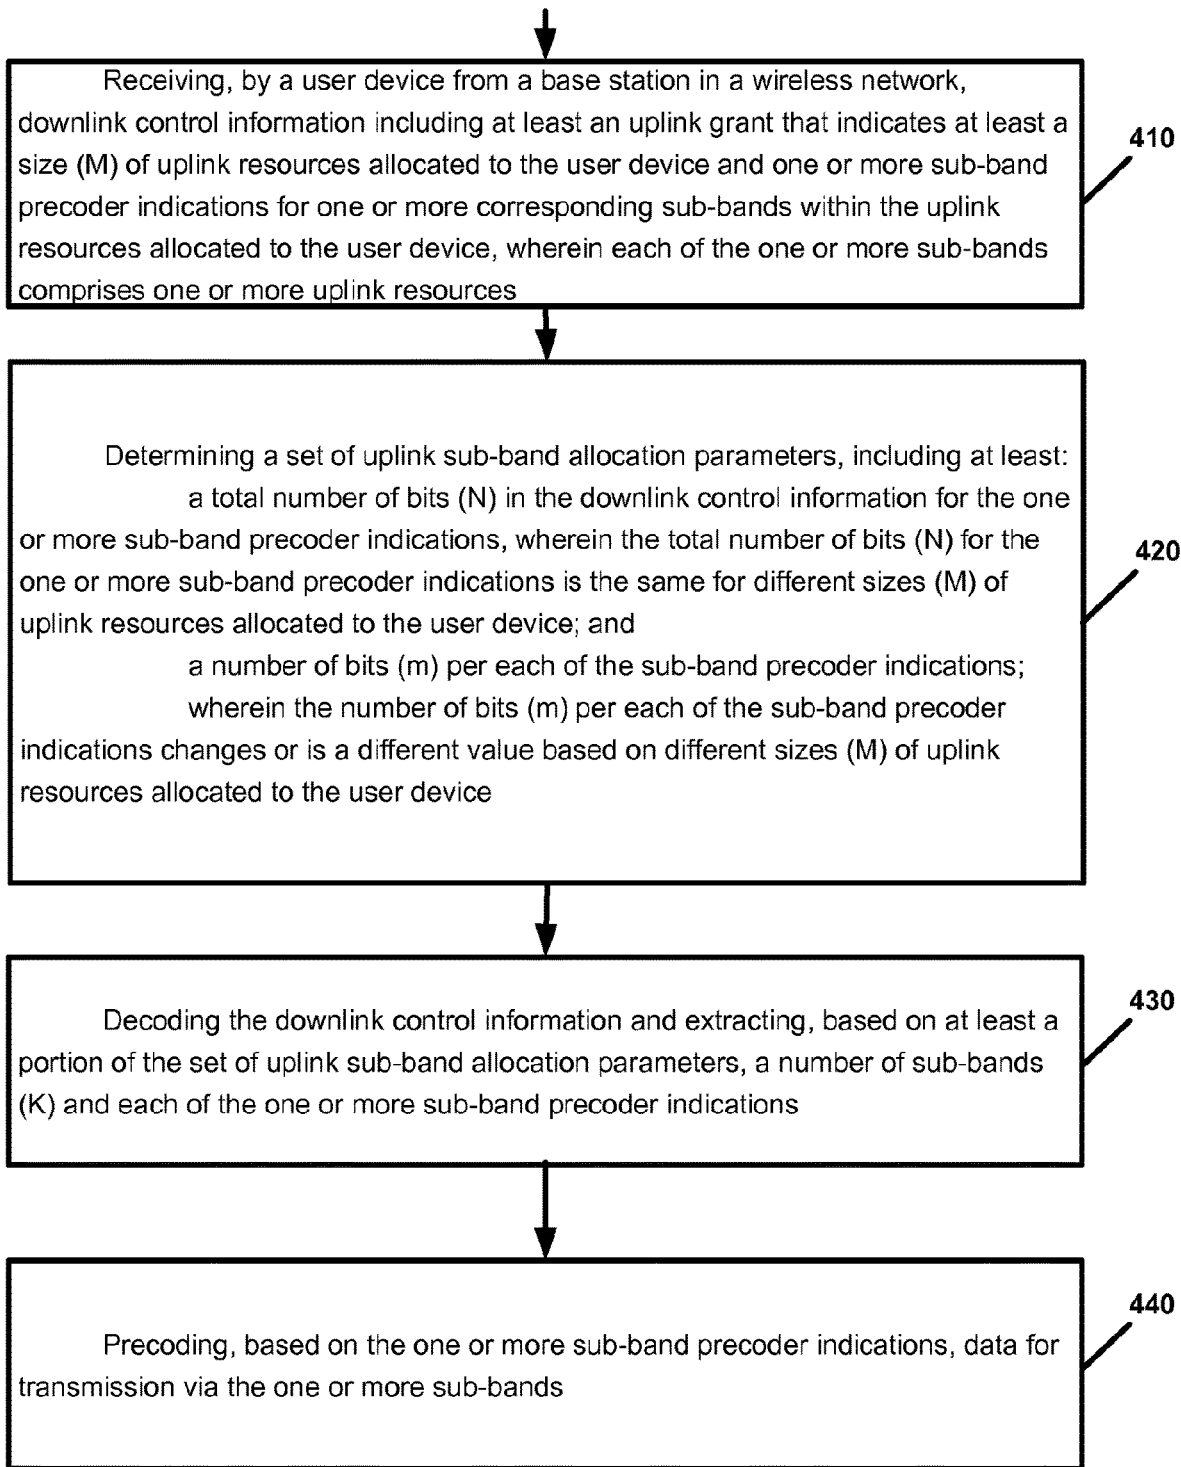 Receiving, by a user device from a base station in a wireless network,
downlink control information including at least an uplink grant that indicates at least a
size (M) of uplink resources allocated to the user device and one or more sub-band
precoder indications for one or more corresponding sub-bands within the uplink
resources allocated to the user device, wherein each of the one or more sub-bands
comprises one or more uplink resources
410
Determining a set of uplink sub-band allocation parameters, including at least:
a total number of bits (N) in the downlink control information for the one
or more sub-band precoder indications, wherein the total number of bits (N) for the
one or more sub-band precoder indications is the same for different sizes (M) of
uplink resources allocated to the user device; and
a number of bits (m) per each of the sub-band precoder indications;
wherein the number of bits (m) per each of the sub-band precoder
indications changes or is a different value based on different sizes (M) of uplink
resources allocated to the user device
420
Decoding the downlink control information and extracting, based on at least a
portion of the set of uplink sub-band allocation parameters, a number of sub-bands
(K) and each of the one or more sub-band precoder indications
430
Precoding, based on the one or more sub-band precoder indications, data for
transmission via the one or more sub-bands
440